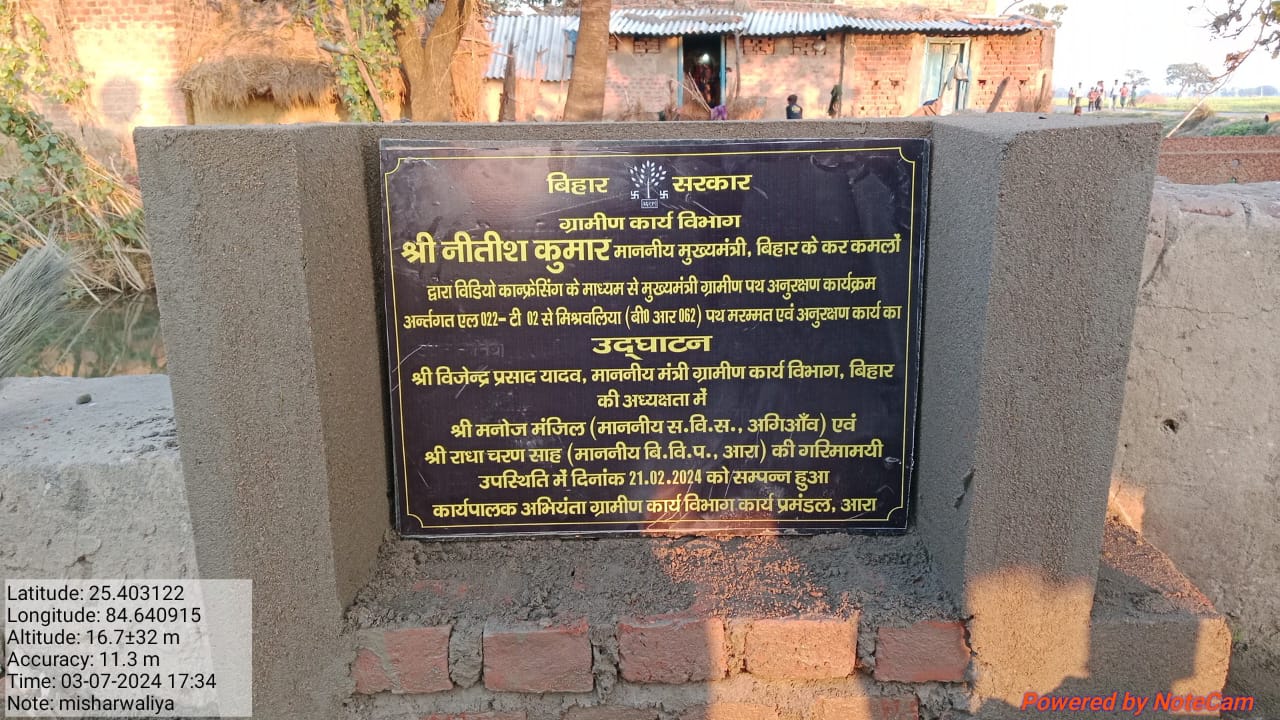 बिहार सरकार
ग्रामीण कार्य विभाग
श्री नीतीश कुमार माननीय मुख्यमंत्री, बिहार के कर कमलों
द्वारा विडियो कान्फ्रेसिंग के माध्यम से मुख्यमंत्री ग्रामीण पथ अनुरक्षण कार्यक्रम
अर्न्तगत एल 022- टी 02 से मिश्रवलिया (बी0 आर 062) पथ मरम्मत एवं अनुरक्षण कार्य का
उद्घाटन
श्री विजेन्द्र प्रसाद यादव, माननीय मंत्री ग्रामीण कार्य विभाग, बिहार
की अध्यक्षता में
श्री मनोज मंजिल (माननीय स.वि.स., अगिआँव) एवं
श्री राधा चरण साह (माननीय बि.वि.प., आरा) की गरिमामयी
उपस्थिति में दिनांक 21.02.2024 को सम्पन्न हुआ
कार्यपालक अभियंता ग्रामीण कार्य विभाग कार्य प्रमंडल, आरा
Latitude: 25.403122
Longitude: 84.640915
Altitude: 16.7±32 m
Accuracy: 11.3 m
Time: 03-07-2024 17:34
Note: misharwaliya
Powered by NoteCam